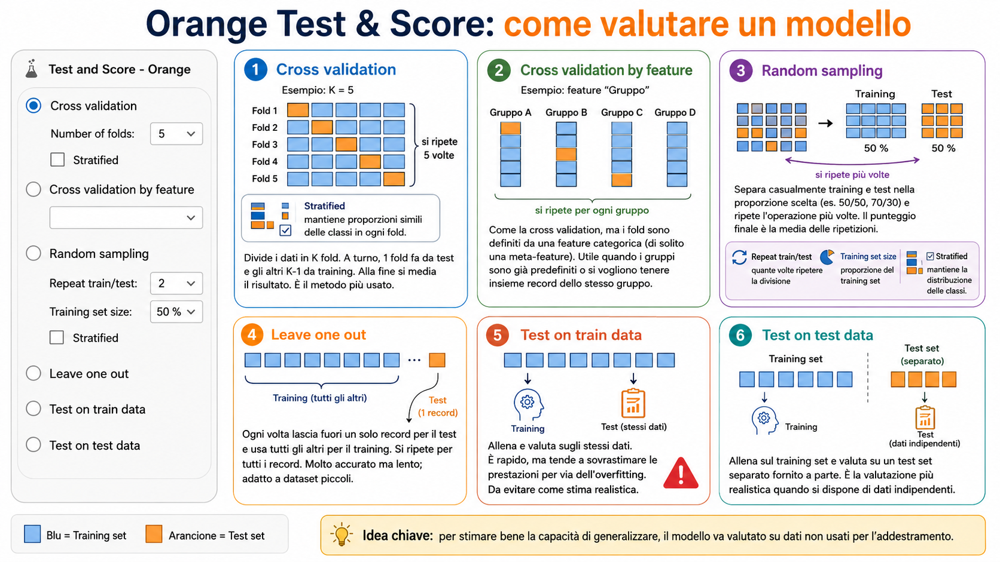 Orange Test & Score: come valutare un modello
Test and Score - Orange
Cross validation
Number of folds: 5
Stratified
Cross validation by feature
Random sampling
Repeat train/test: 2
Training set size: 50 %
Stratified
Leave one out
Test on train data
Test on test data
1 Cross validation
Esempio: K = 5
Fold 1
Fold 2
Fold 3
Fold 4
Fold 5
si ripete
5 volte
Stratified
mantiene proporzioni simili
delle classi in ogni fold.
Divide i dati in K fold. A turno, 1 fold fa da test
e gli altri K-1 da training. Alla fine si media
il risultato. È il metodo più usato.
2 Cross validation by feature
Esempio: feature “Gruppo”
Gruppo A Gruppo B Gruppo C Gruppo D
si ripete per ogni gruppo
Come la cross validation, ma i fold sono
definiti da una feature categorica (di solito
una meta-feature). Utile quando i gruppi
sono già predefiniti o si vogliono tenere
insieme record dello stesso gruppo.
3 Random sampling
Training Test
50 % 50 %
si ripete più volte
Separa casualmente training e test nella
proporzione scelta (es. 50/50, 70/30) e
ripete l'operazione più volte. Il punteggio
finale è la media delle ripetizioni.
Repeat train/test
quante volte ripetere
la divisione
Training set size
proporzione del
training set
Stratified
mantiene la
distribuzione
delle classi.
4 Leave one out
...
Training (tutti gli altri)
Test
(1 record)
Ogni volta lascia fuori un solo record per il test
e usa tutti gli altri per il training. Si ripete per
tutti i record. Molto accurato ma lento;
adatto a dataset piccoli.
5 Test on train data
Training
Test (stessi dati)
Allena e valuta sugli stessi dati.
È rapido, ma tende a sovrastimare le
prestazioni per via dell'overfitting.
Da evitare come stima realistica.
!
6 Test on test data
Training set
Test set
(separato)
Training
Test
(dati indipendenti)
Allena sul training set e valuta su un test set
separato fornito a parte. È la valutazione più
realistica quando si dispone di dati indipendenti.
Blu = Training set
Arancione = Test set
Idea chiave: per stimare bene la capacità di generalizzare, il modello va valutato su dati non usati per l'addestramento.